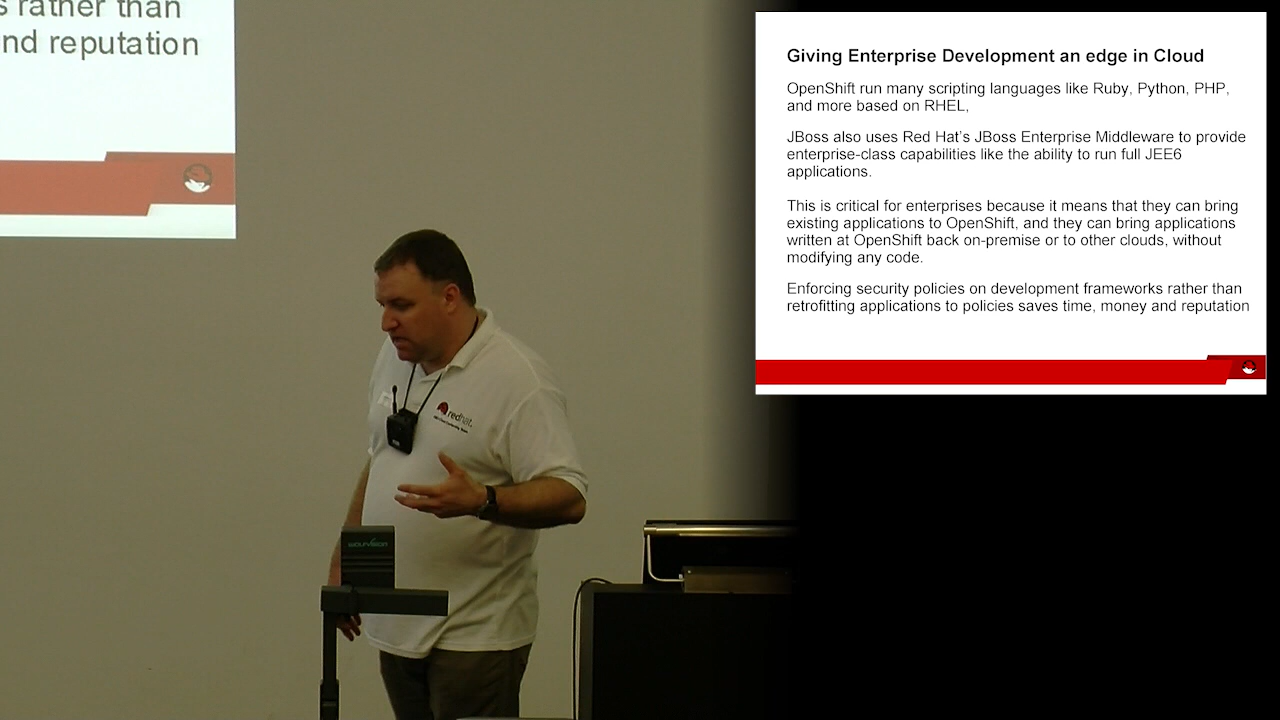 s rather than
nd reputation
Giving Enterprise Development an edge in Cloud
OpenShift run many scripting languages like Ruby, Python, PHP,
and more based on RHEL,
JBoss also uses Red Hat's JBoss Enterprise Middleware to provide
enterprise-class capabilities like the ability to run full JEE6
applications.
This is critical for enterprises because it means that they can bring
existing applications to OpenShift, and they can bring applications
written at OpenShift back on-premise or to other clouds, without
modifying any code.
Enforcing security policies on development frameworks rather than
retrofitting applications to policies saves time, money and reputation
redhat.
WOLFVISION